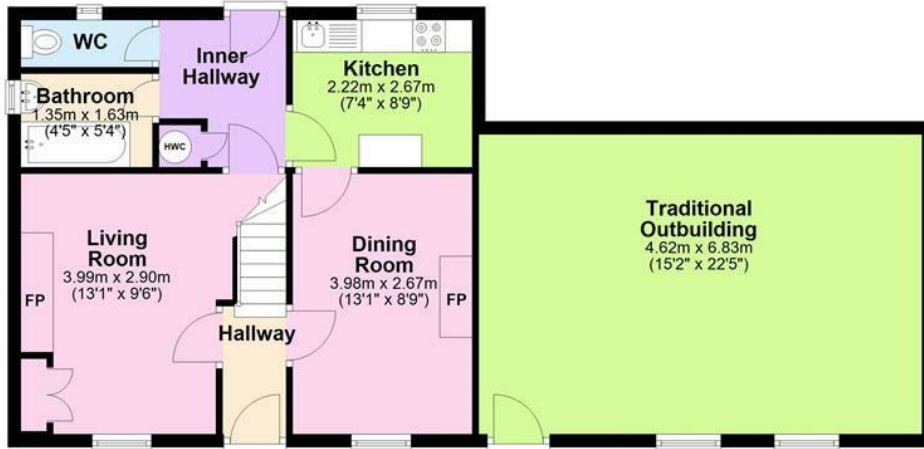 WC
Inner
Hallway
Kitchen
2.22m x 2.67m
(7'4" x 8'9")
Bathroom
1.35m x 1.63m
(4'5" x 5'4")
HWC
Living
Room
3.99m x 2.90m
(13'1" x 9'6")
FP
Dining
Room
3.98m x 2.67m
(13'1" x 8'9")
FP
Hallway
Traditional
Outbuilding
4.62m x 6.83m
(15'2" x 22'5")